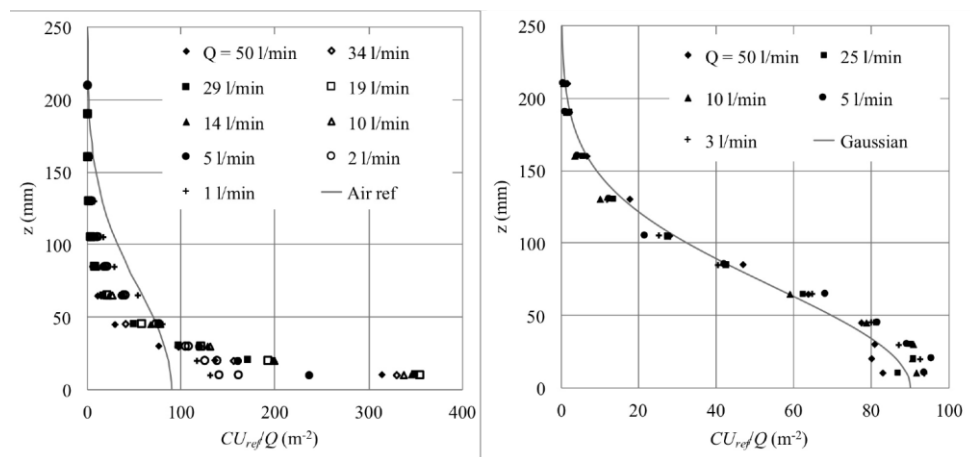 250
200
150
100
50
0
z (mm)
Q = 50 l/min
34 l/min
29 l/min
19 l/min
14 l/min
10 l/min
5 l/min
2 l/min
1 l/min
Air ref
0
100
200
300
400
CUref/Q (m-2)
250
200
150
100
50
0
z (mm)
Q = 50 l/min
25 l/min
10 l/min
5 l/min
3 l/min
Gaussian
0
20
40
60
80
100
CUref/Q (m-2)